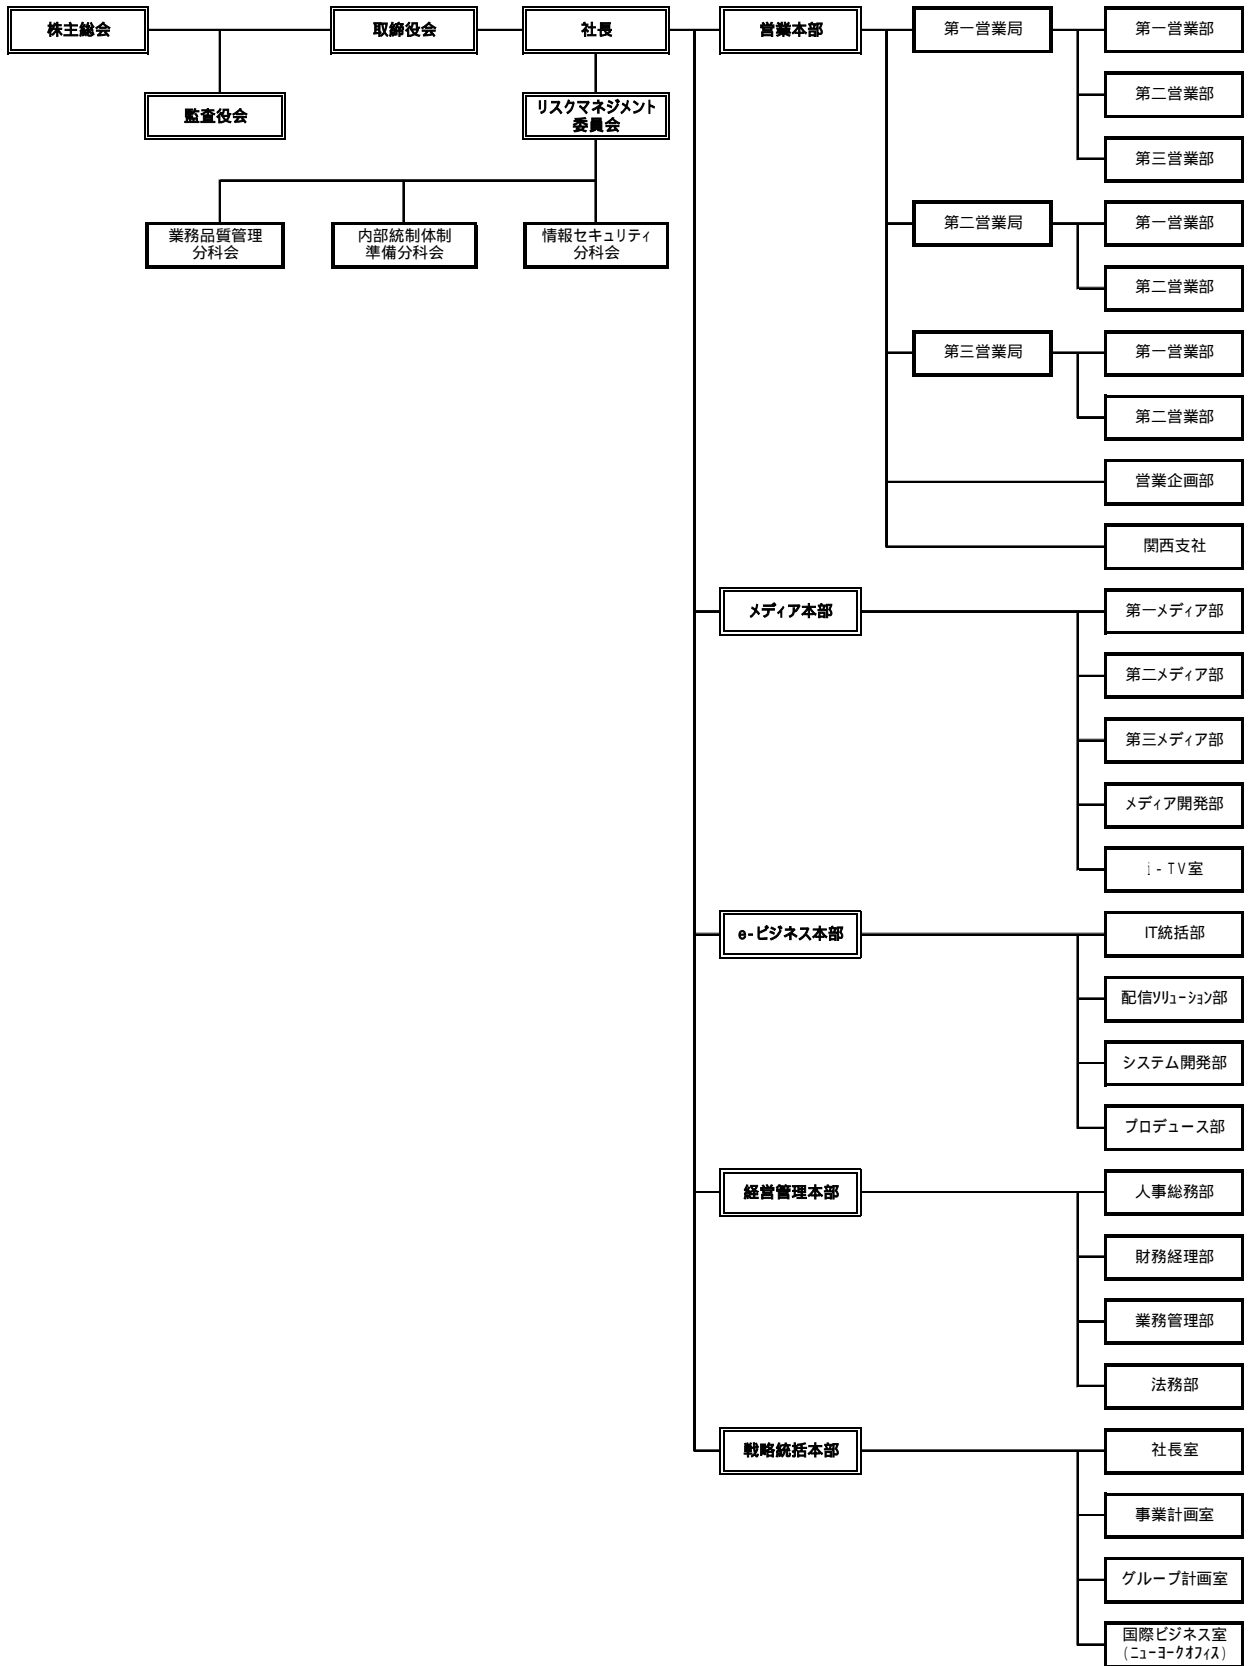 株主総会
取締役会
社長
営業本部
第一営業局
第一営業部
第二営業部
第三営業部
監査役会
リスクマネジメント
委員会
業務品質管理
分科会
内部統制体制
準備分科会
情報セキュリティ
分科会
第二営業局
第一営業部
第二営業部
第三営業局
第一営業部
第二営業部
営業企画部
関西支社
メディア本部
第一メディア部
第二メディア部
第三メディア部
メディア開発部
i-TV室
e-ビジネス本部
IT統括部
配信ｿﾘｭｰｼｮﾝ部
システム開発部
プロデュース部
経営管理本部
人事総務部
財務経理部
業務管理部
法務部
戦略統括本部
社長室
事業計画室
グループ計画室
国際ビジネス室
(ﾆｭｰﾖｰｸｵﾌｨｽ)